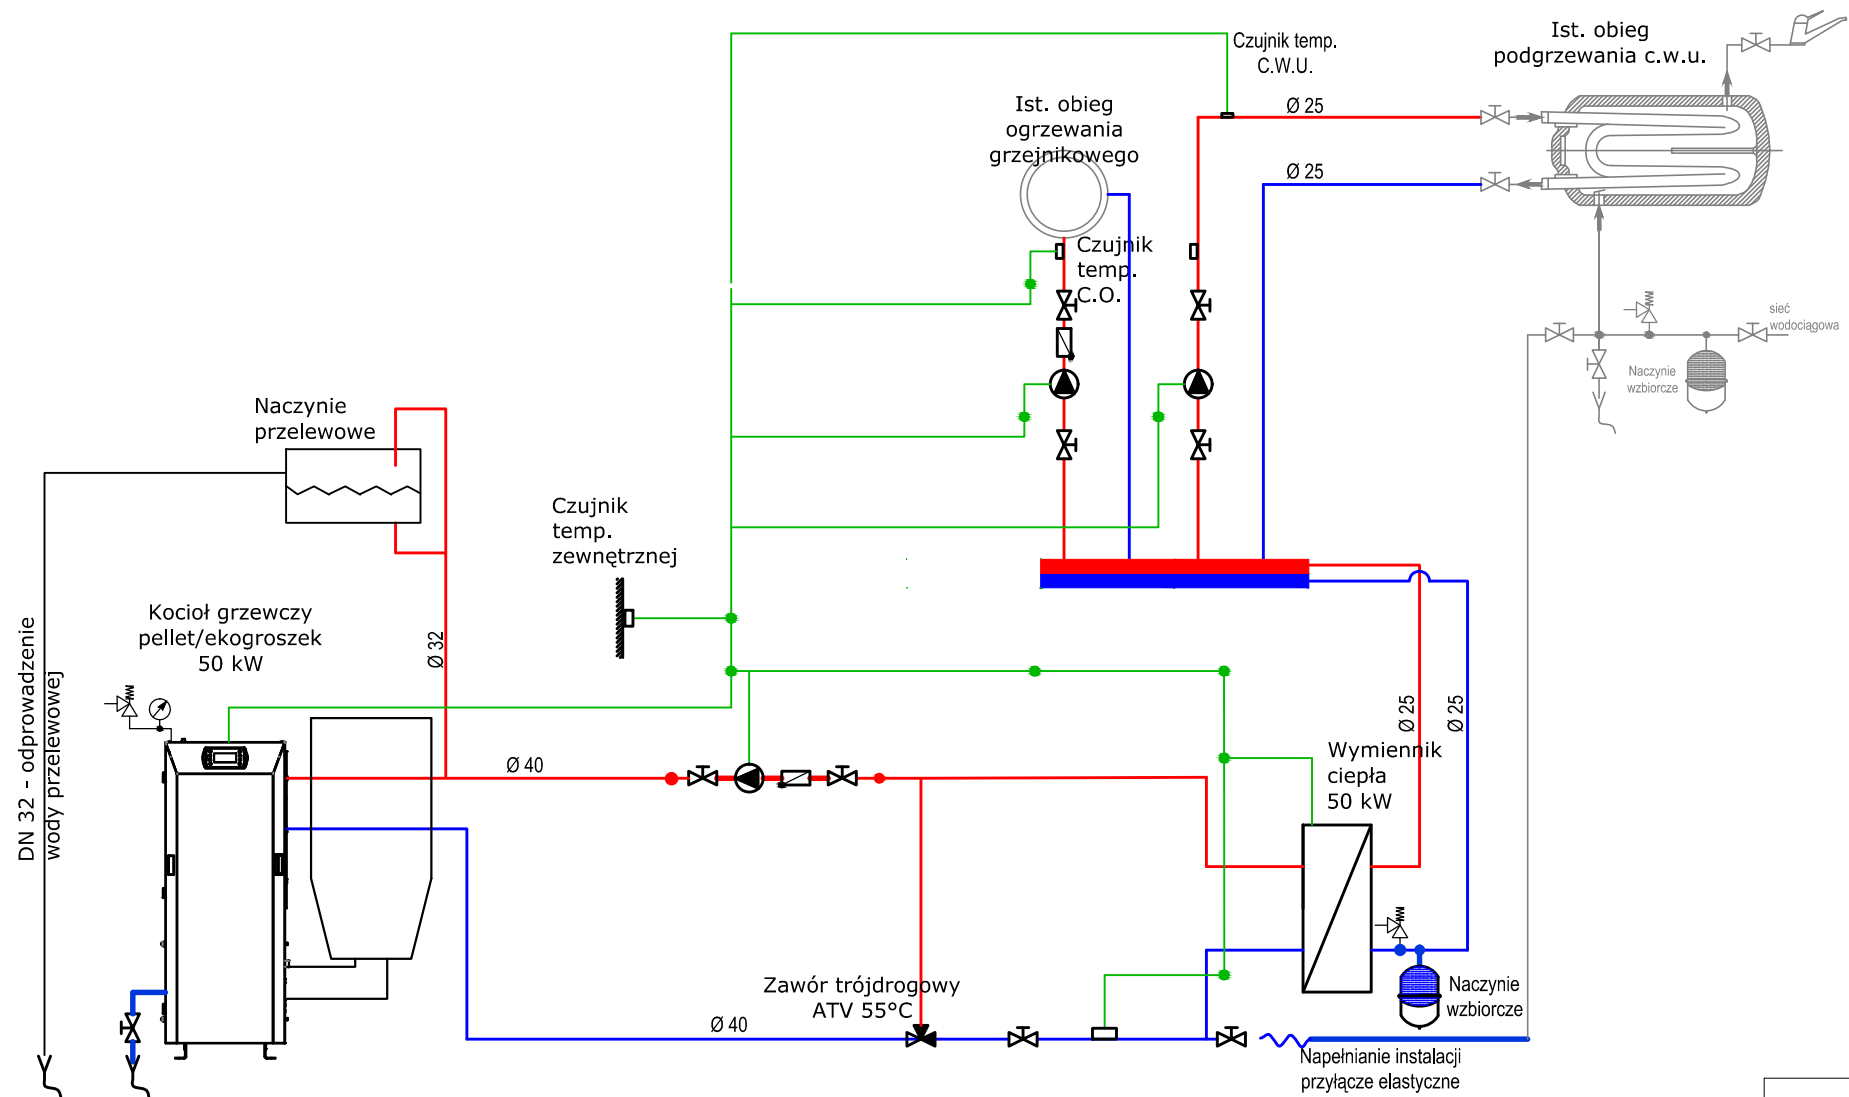 Ist. obieg
podgrzewania c.w.u.
Czujnik temp.
C.W.U.
Ist. obieg
ogrzewania
grzejnikowego
Ø 25
Ø 25
Czujnik
temp.
C.O.
sieć
wodociągowa
Naczynie
wzbiorcze
Naczynie
przelewowe
Czujnik
temp.
zewnętrznej
Kocioł grzewczy
pellet/ekogroszek
50 kW
Ø 32
DN 32 - odprowadzenie
wody przelewowej
Ø 25
Ø 25
Ø 40
Wymiennik
ciepła
50 kW
Zawór trójdrogowy
ATV 55°C
Ø 40
Naczynie
wzbiorcze
Napełnianie instalacji
przyłącze elastyczne